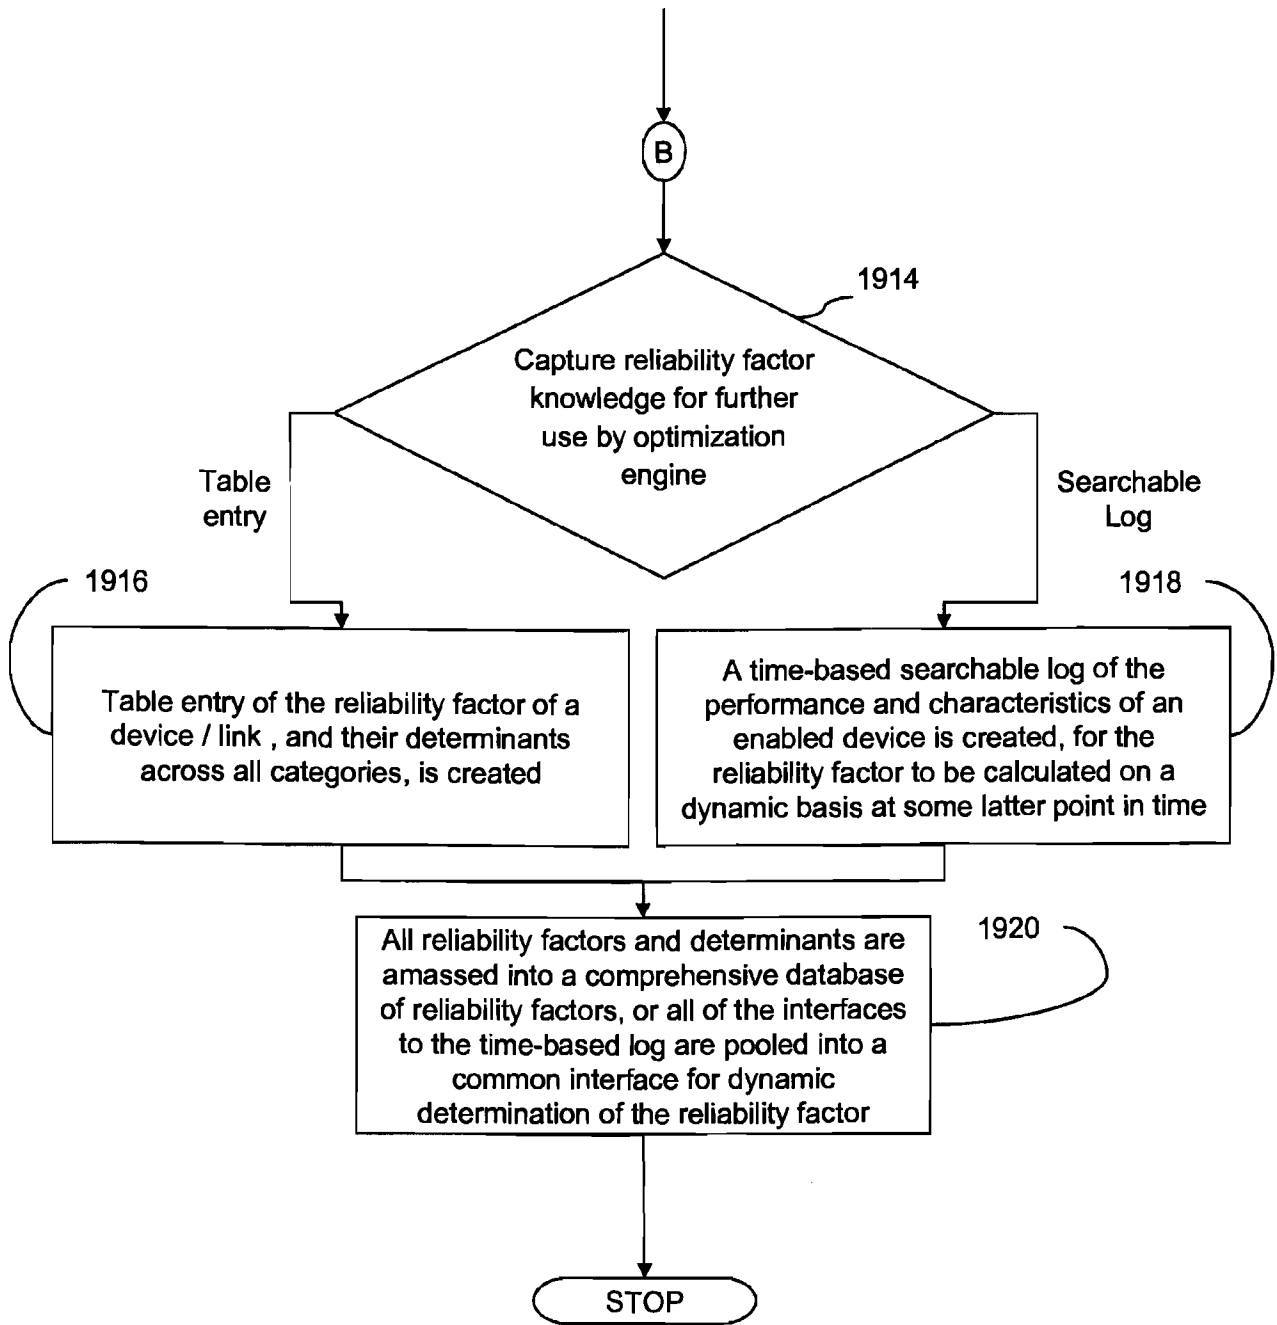 B
1914
Capture reliability factor
knowledge for further
use by optimization
engine
Table
entry
Searchable
Log
1916
1918
Table entry of the reliability factor of a
device / link , and their determinants
across all categories, is created
A time-based searchable log of the
performance and characteristics of an
enabled device is created, for the
reliability factor to be calculated on a
dynamic basis at some latter point in time
1920
All reliability factors and determinants are
amassed into a comprehensive database
of reliability factors, or all of the interfaces
to the time-based log are pooled into a
common interface for dynamic
determination of the reliability factor
STOP